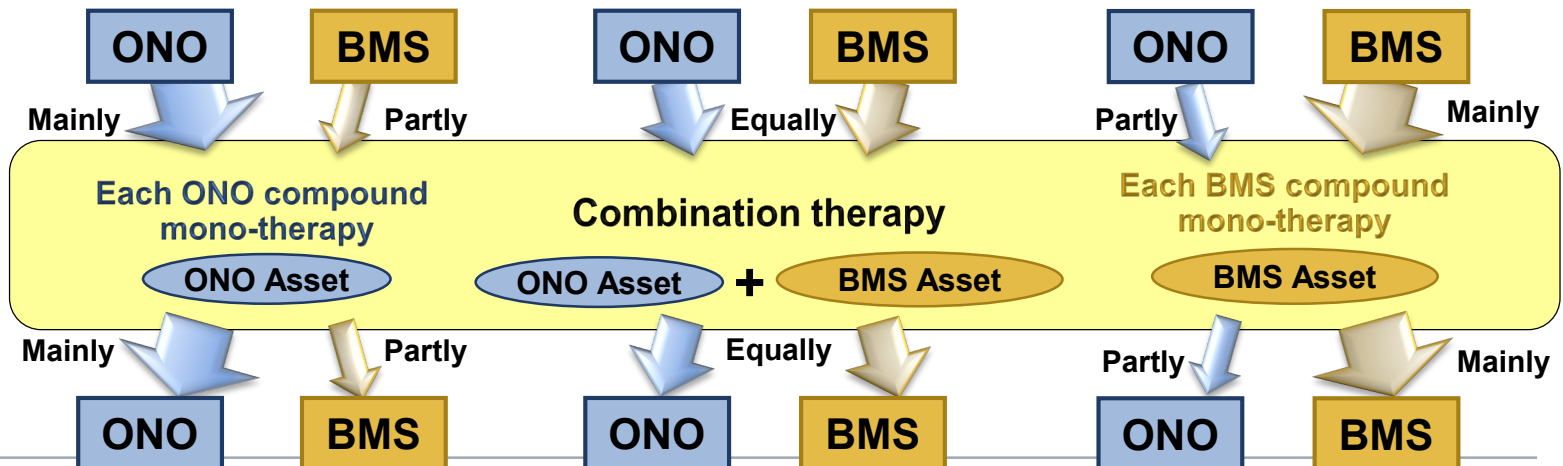 ONO BMS ONO BMS ONO BMS
Mainly Partly Equally Partly Mainly
Each ONO compound
mono-therapy
Combination therapy
Each BMS compound
mono-therapy
ONO Asset ONO Asset + BMS Asset BMS Asset
Mainly Partly Equally Partly Mainly
ONO BMS ONO BMS ONO BMS